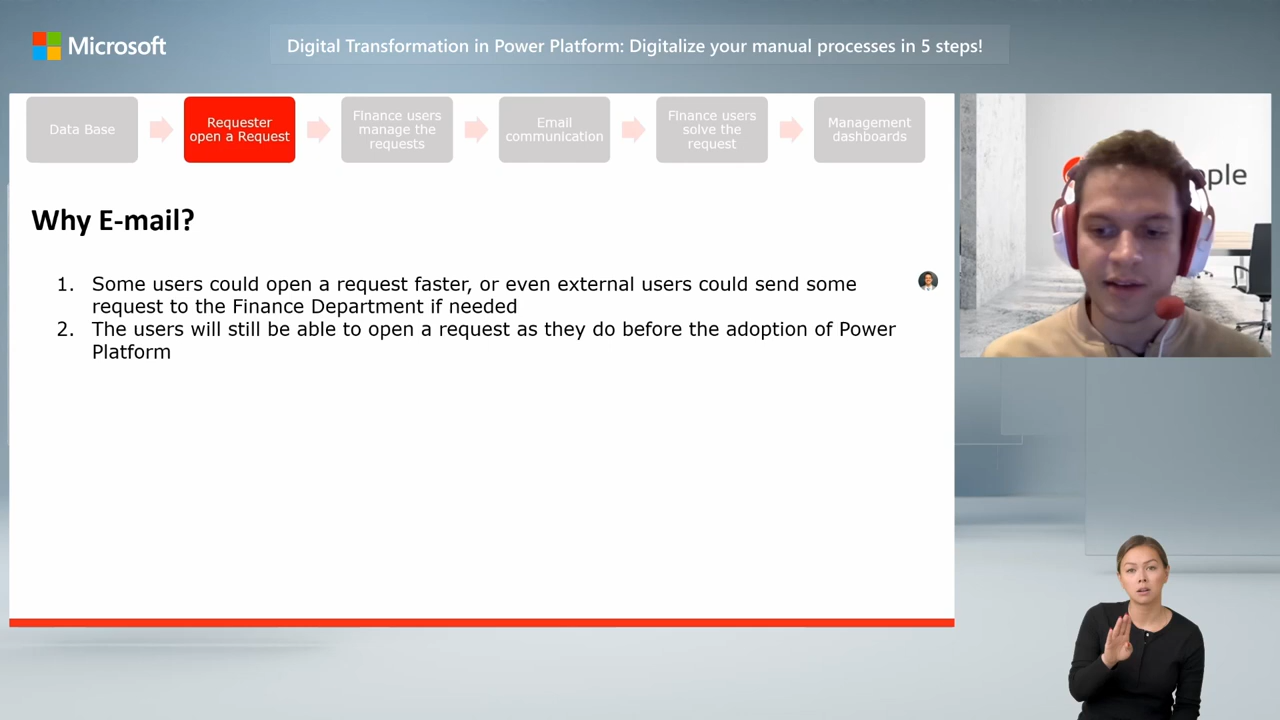 Microsoft
Digital Transformation in Power Platform: Digitalize your manual processes in 5 steps!
Data Base
Requester
open a Request
Finance users
manage the
requests
Email
communication
Finance users
solve the
request
Management
dashboards
Why E-mail?
1. Some users could open a request faster, or even external users could send some
request to the Finance Department if needed
2. The users will still be able to open a request as they do before the adoption of Power
Platform